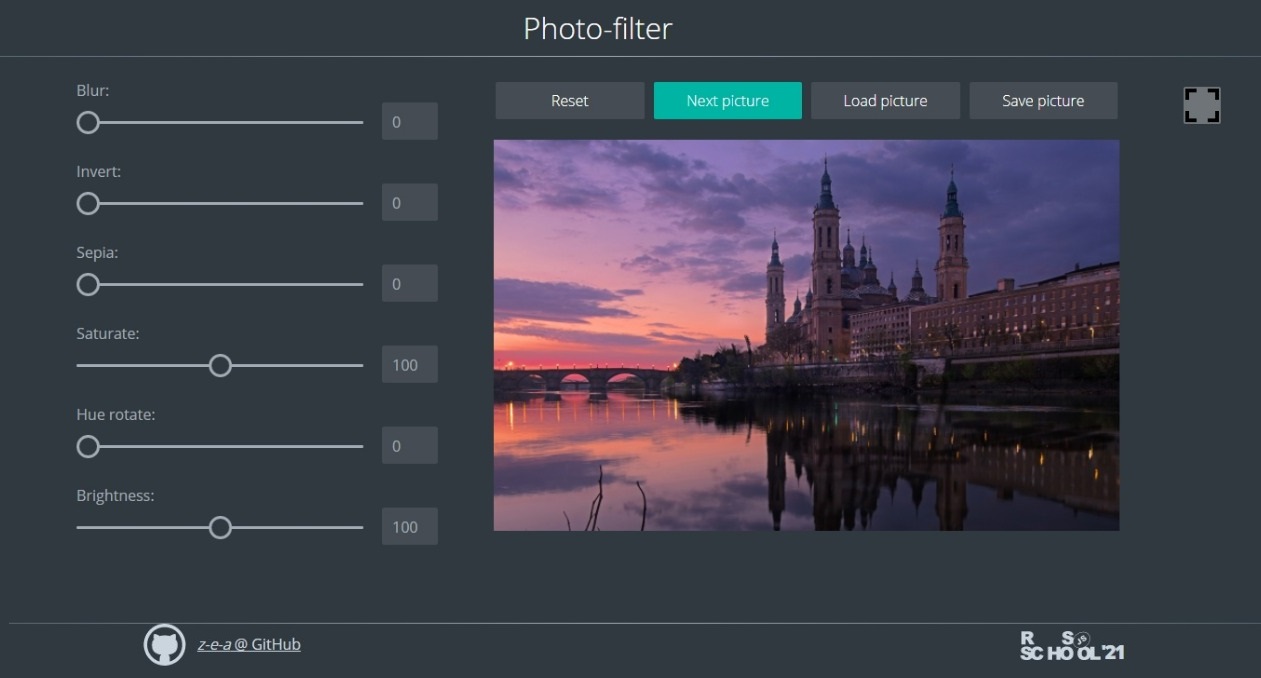 Photo-filter
Blur:
0
Invert:
0
Sepia:
0
Saturate:
100
Hue rotate:
0
Brightness:
100
Reset
Next picture
Load picture
Save picture
z-e-a @ GitHub
R S JS
SCHOOL'21